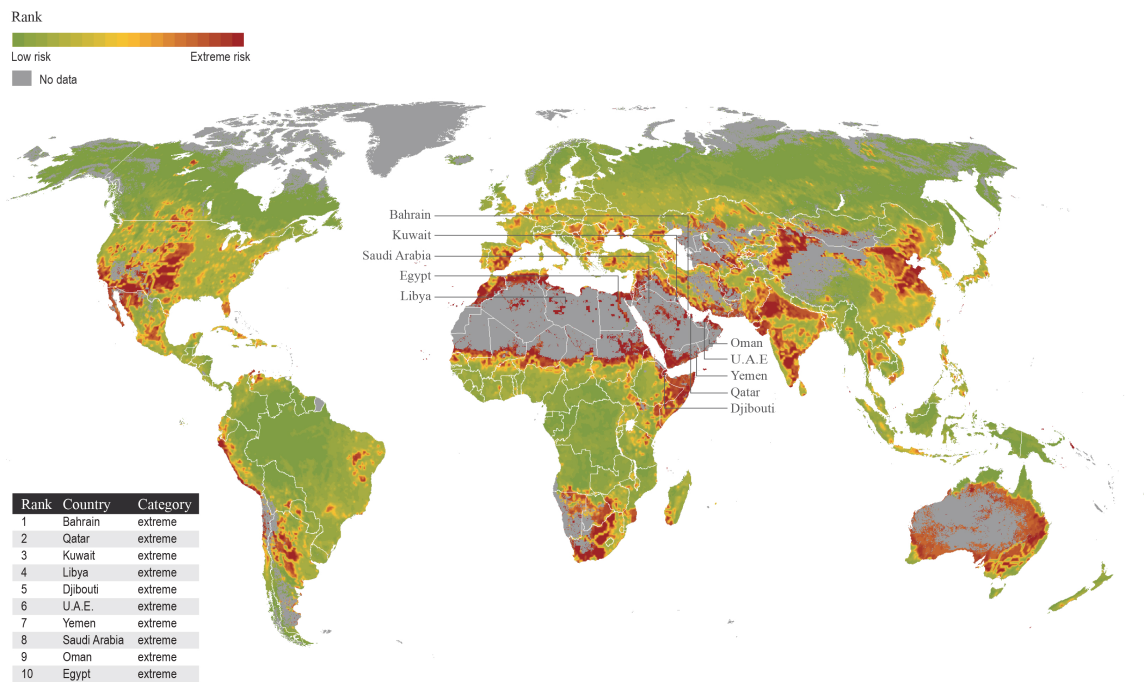 Rank
Low risk Extreme risk
No data
Bahrain
Kuwait
Saudi Arabia
Egypt
Libya
Oman
U.A.E
Yemen
Qatar
Djibouti
Rank Country Category
1 Bahrain extreme
2 Qatar extreme
3 Kuwait extreme
4 Libya extreme
5 Djibouti extreme
6 U.A.E. extreme
7 Yemen extreme
8 Saudi Arabia extreme
9 Oman extreme
10 Egypt extreme